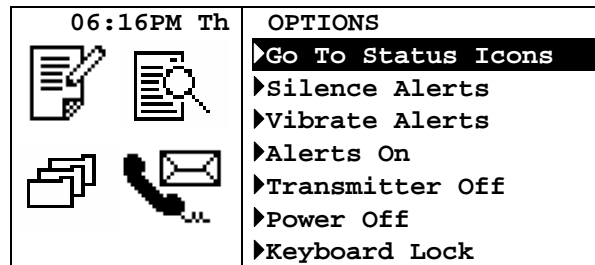 06:16PM Th
OPTIONS
Go To Status Icons
Silence Alerts
Vibrate Alerts
Alerts On
Transmitter Off
Power Off
Keyboard Lock